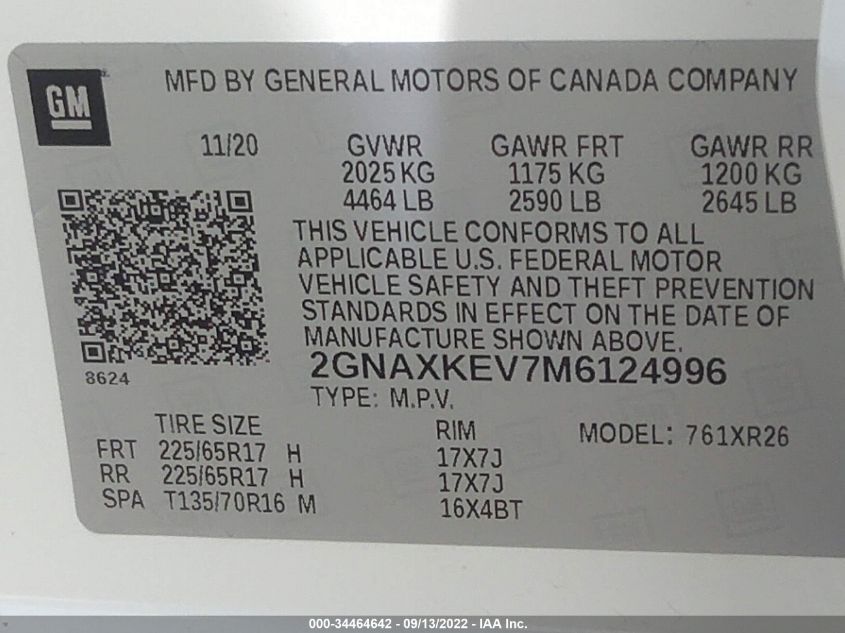 GM
MFD BY GENERAL MOTORS OF CANADA COMPANY
11/20 GVWR GAWR FRT GAWR RR
2025 KG 1175 KG 1200 KG
4464 LB 2590 LB 2645 LB
THIS VEHICLE CONFORMS TO ALL
APPLICABLE U.S. FEDERAL MOTOR
VEHICLE SAFETY AND THEFT PREVENTION
STANDARDS IN EFFECT ON THE DATE OF
MANUFACTURE SHOWN ABOVE.
8624
2GNAXKEV7M6124996
TYPE: M.P.V.
TIRE SIZE RIM MODEL: 761XR26
FRT 225/65R17 H 17X7J
RR 225/65R17 H 17X7J
SPA T135/70R16 M 16X4BT
000-34464642 - 09/13/2022 - IAA Inc.